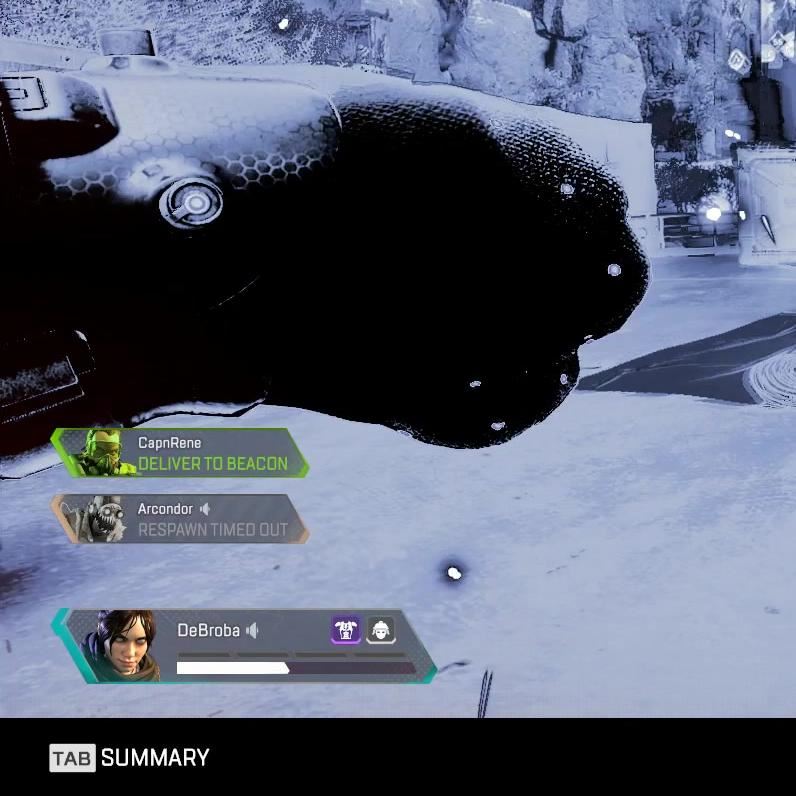 CapnRene
DELIVER TO BEACON
Arcondor
RESPAWN TIMED OUT
DeBroba
TAB SUMMARY